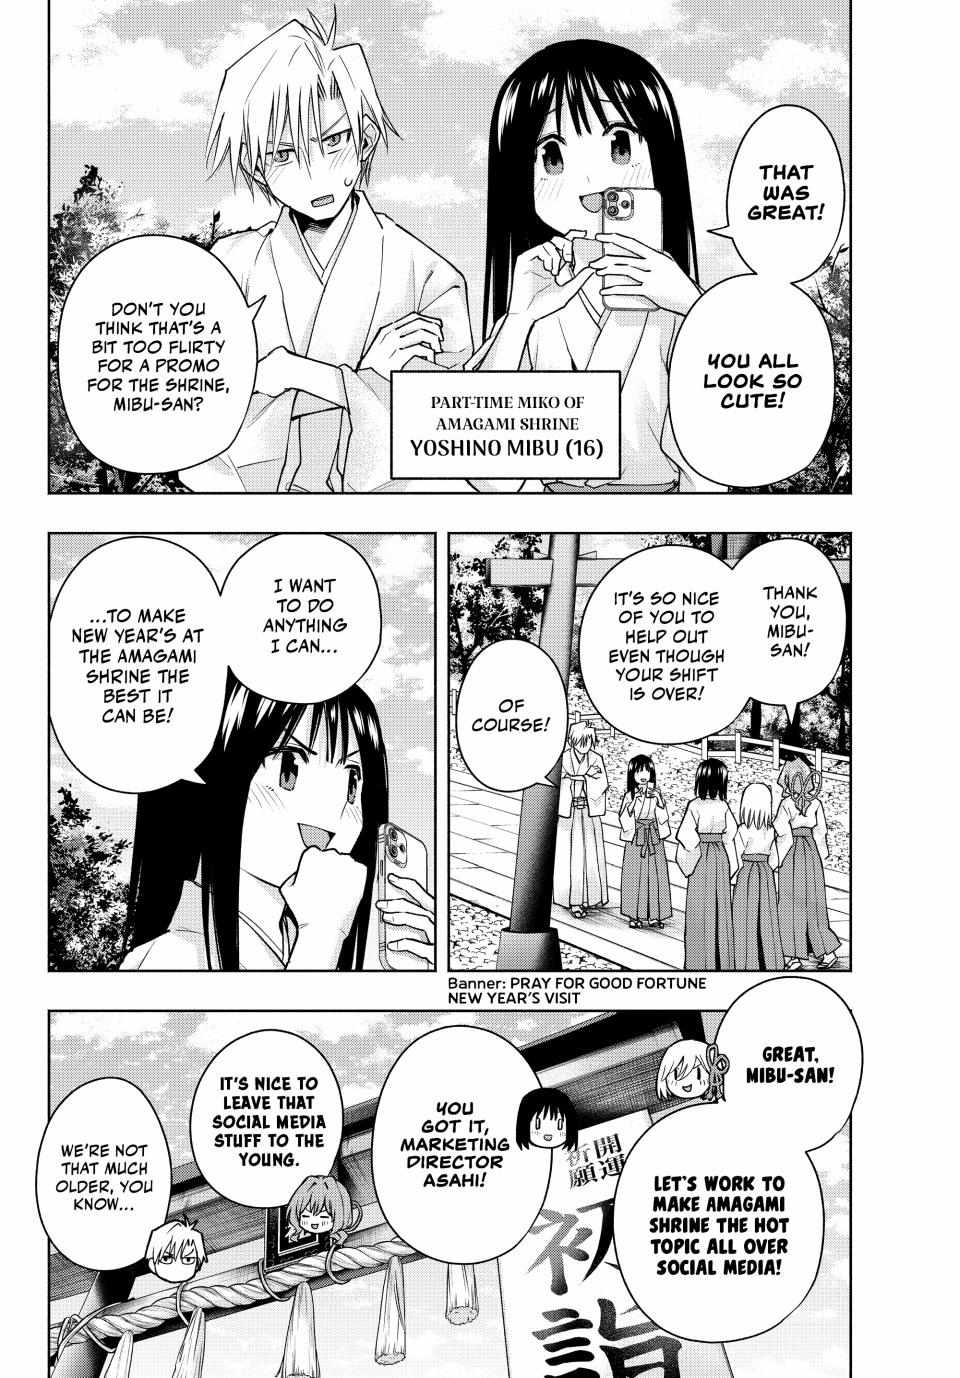 THAT
WAS
GREAT!
YOU ALL
LOOK SO
CUTE!
DON'T YOU
THINK THAT'S A
BIT TOO FLIRTY
FOR A PROMO
FOR THE SHRINE,
MIBU-SAN?
PART-TIME MIKO OF
AMAGAMI SHRINE
YOSHINO MIBU (16)
THANK
YOU,
MIBU-
SAN!
IT'S SO NICE
OF YOU TO
HELP OUT
EVEN THOUGH
YOUR SHIFT
IS OVER!
OF
COURSE!
I WANT
TO DO
ANYTHING
I CAN...
...TO MAKE
NEW YEAR'S AT
THE AMAGAMI
SHRINE THE
BEST IT
CAN BE!
Banner: PRAY FOR GOOD FORTUNE
NEW YEAR'S VISIT
GREAT,
MIBU-SAN!
LET'S WORK TO
MAKE AMAGAMI
SHRINE THE HOT
TOPIC ALL OVER
SOCIAL MEDIA!
開運
祈願
初詣
YOU
GOT IT,
MARKETING
DIRECTOR
ASAHI!
IT'S NICE TO
LEAVE THAT
SOCIAL MEDIA
STUFF TO THE
YOUNG.
WE'RE NOT
THAT MUCH
OLDER, YOU
KNOW...